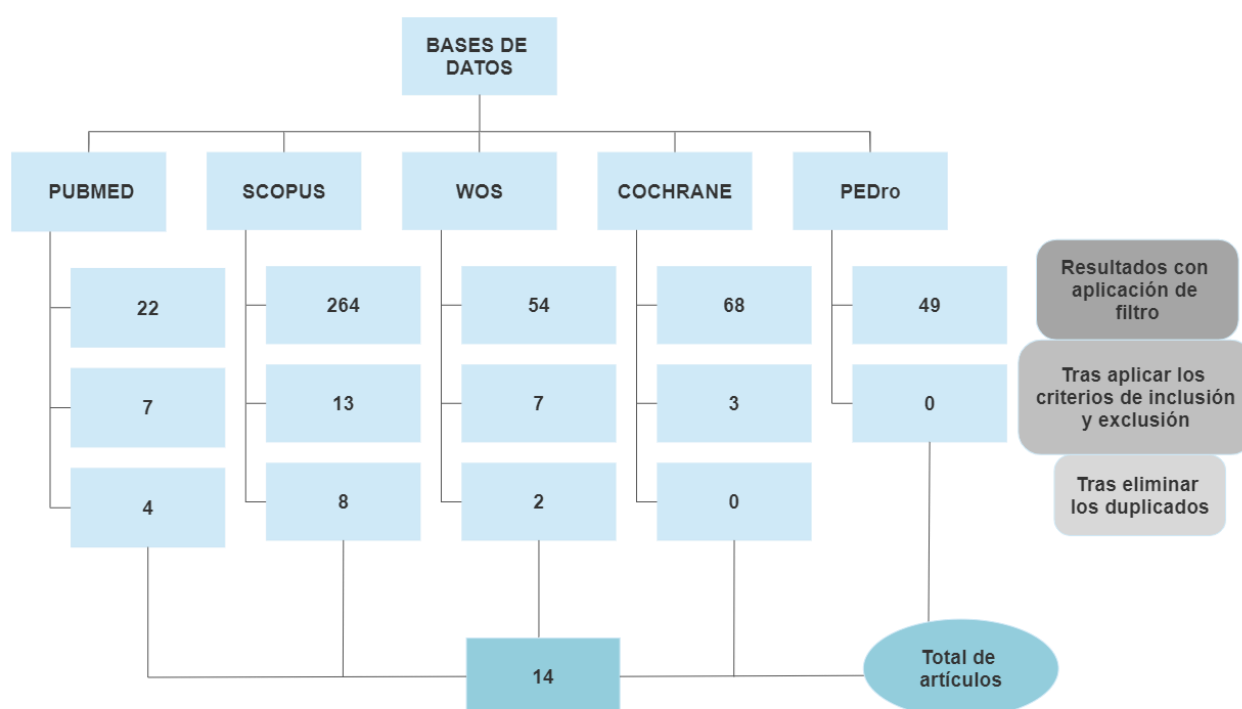 BASES DE
DATOS
PUBMED
SCOPUS
WOS
COCHRANE
PEDro
22
264
54
68
49
Resultados con
aplicación de
filtro
7
13
7
3
0
Tras aplicar los
criterios de inclusión
y exclusión
4
8
2
0
Tras eliminar
los duplicados
14
Total de
artículos